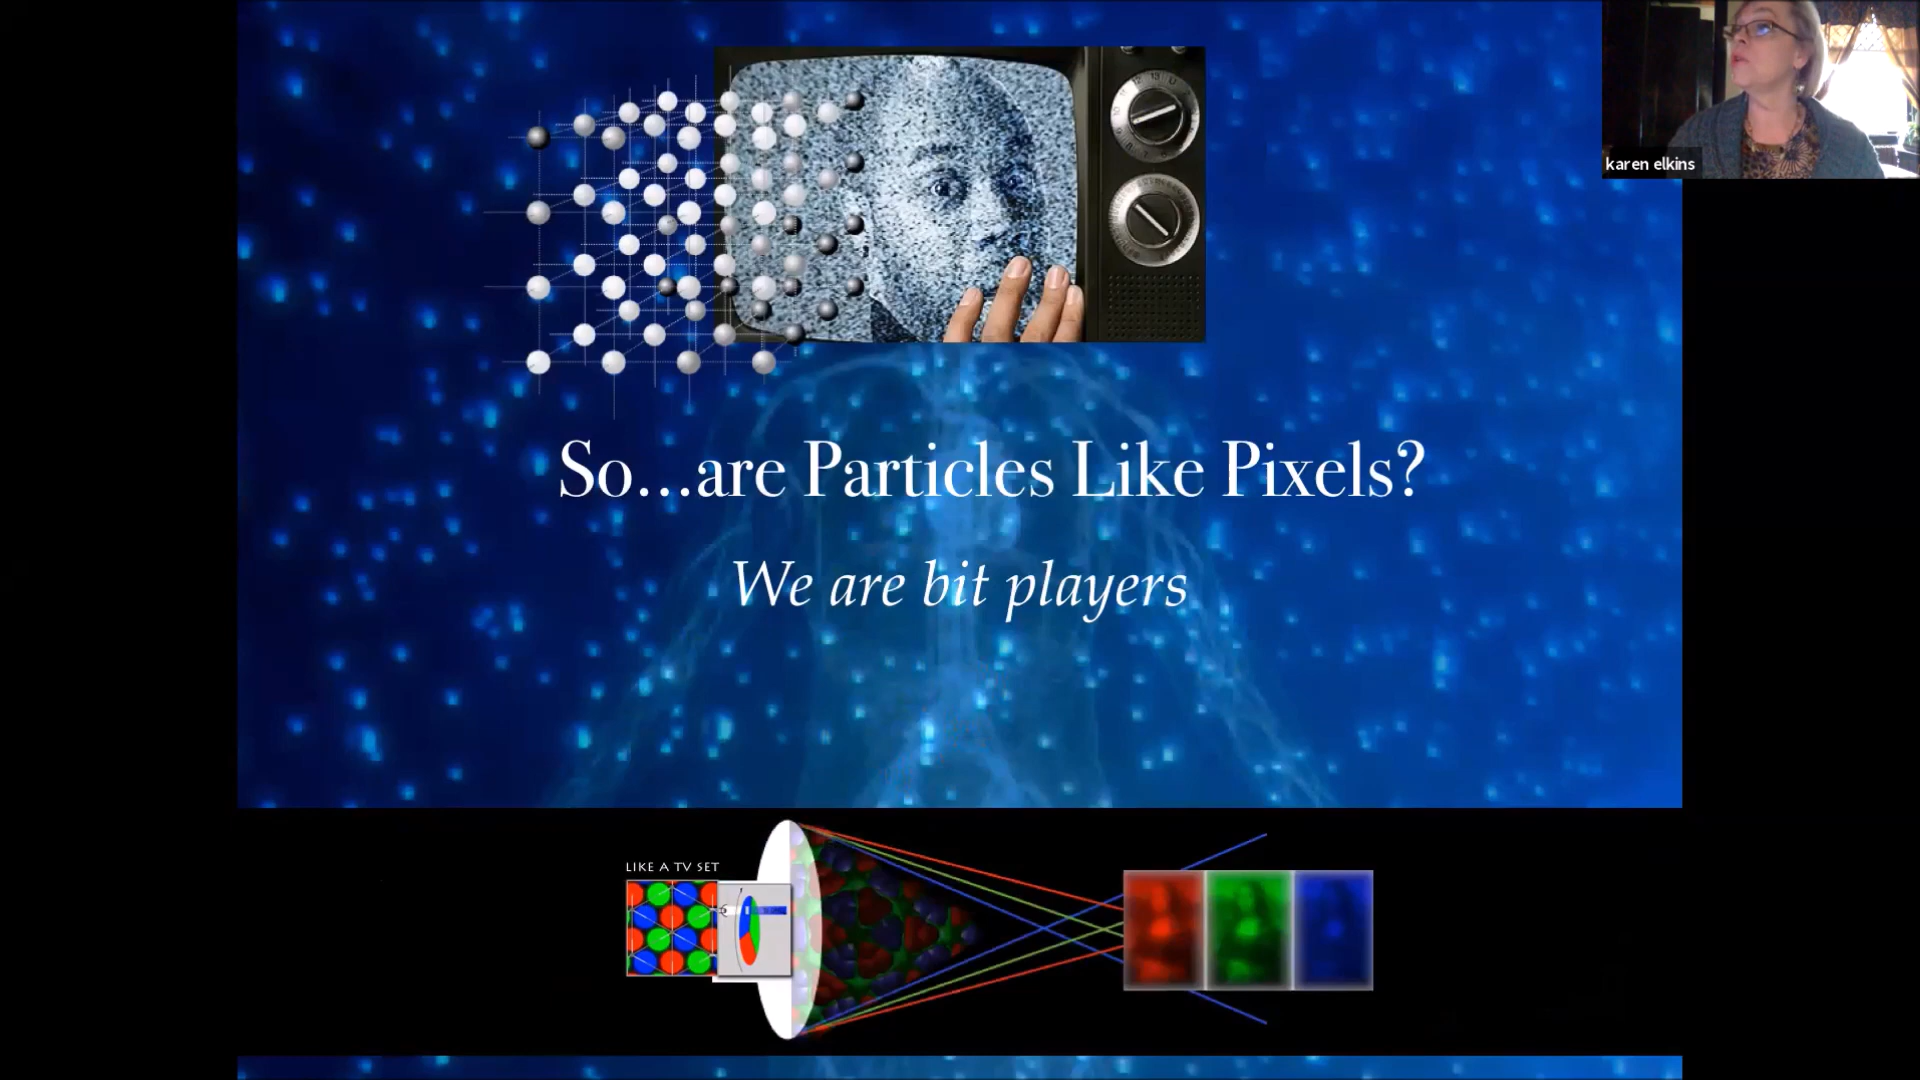 karen elkins
So...are Particles Like Pixels?
We are bit players
LIKE A TV SET